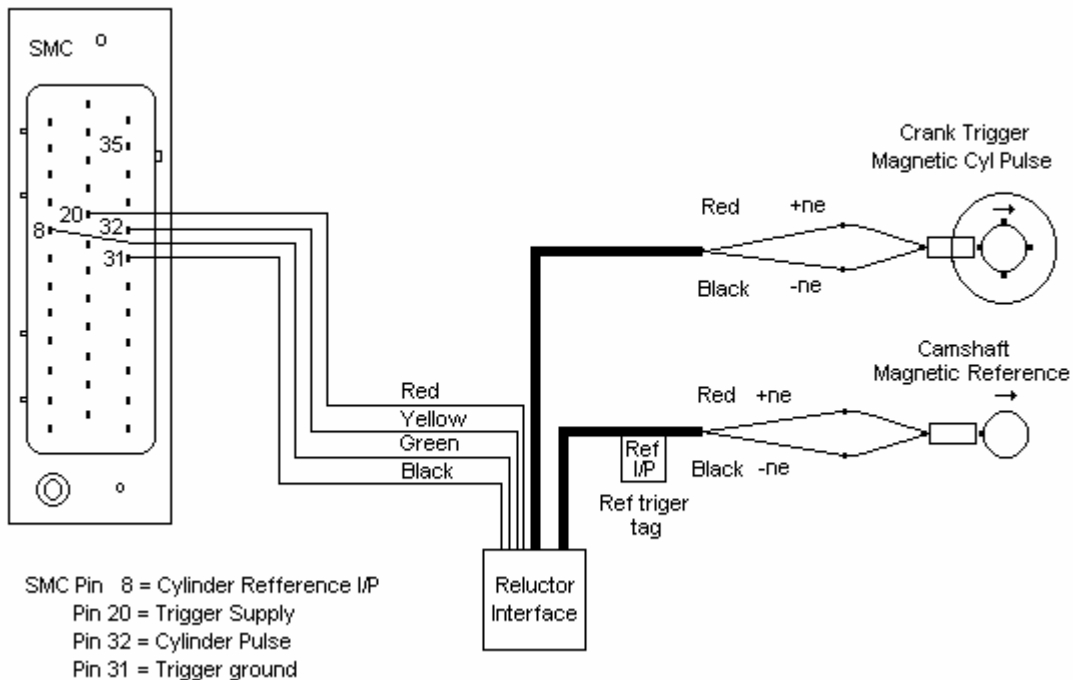 SMC
35
20
32
8
31
Crank Trigger
Magnetic Cyl Pulse
Red +ne
Black -ne
Camshaft
Magnetic Reference
Red +ne
Black -ne
Ref
I/P
Ref triger
tag
Red
Yellow
Green
Black
Reluctor
Interface
SMC Pin 8 = Cylinder Refference I/P
Pin 20 = Trigger Supply
Pin 32 = Cylinder Pulse
Pin 31 = Trigger ground